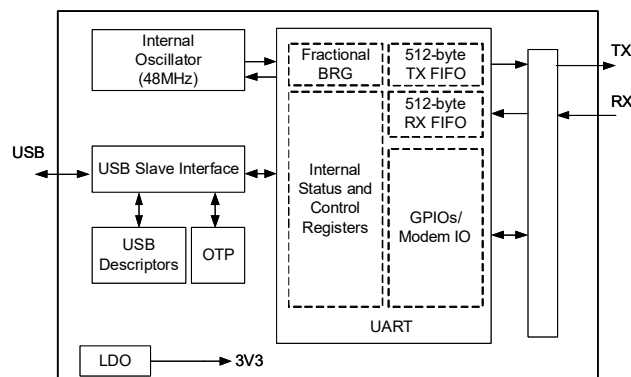 Internal
Oscillator
(48MHz)
Fractional
BRG
512-byte
TX FIFO
TX
512-byte
RX FIFO
RX
USB
USB Slave Interface
Internal
Status and
Control
Registers
GPIOs/
Modem IO
USB
Descriptors
OTP
UART
LDO
3V3